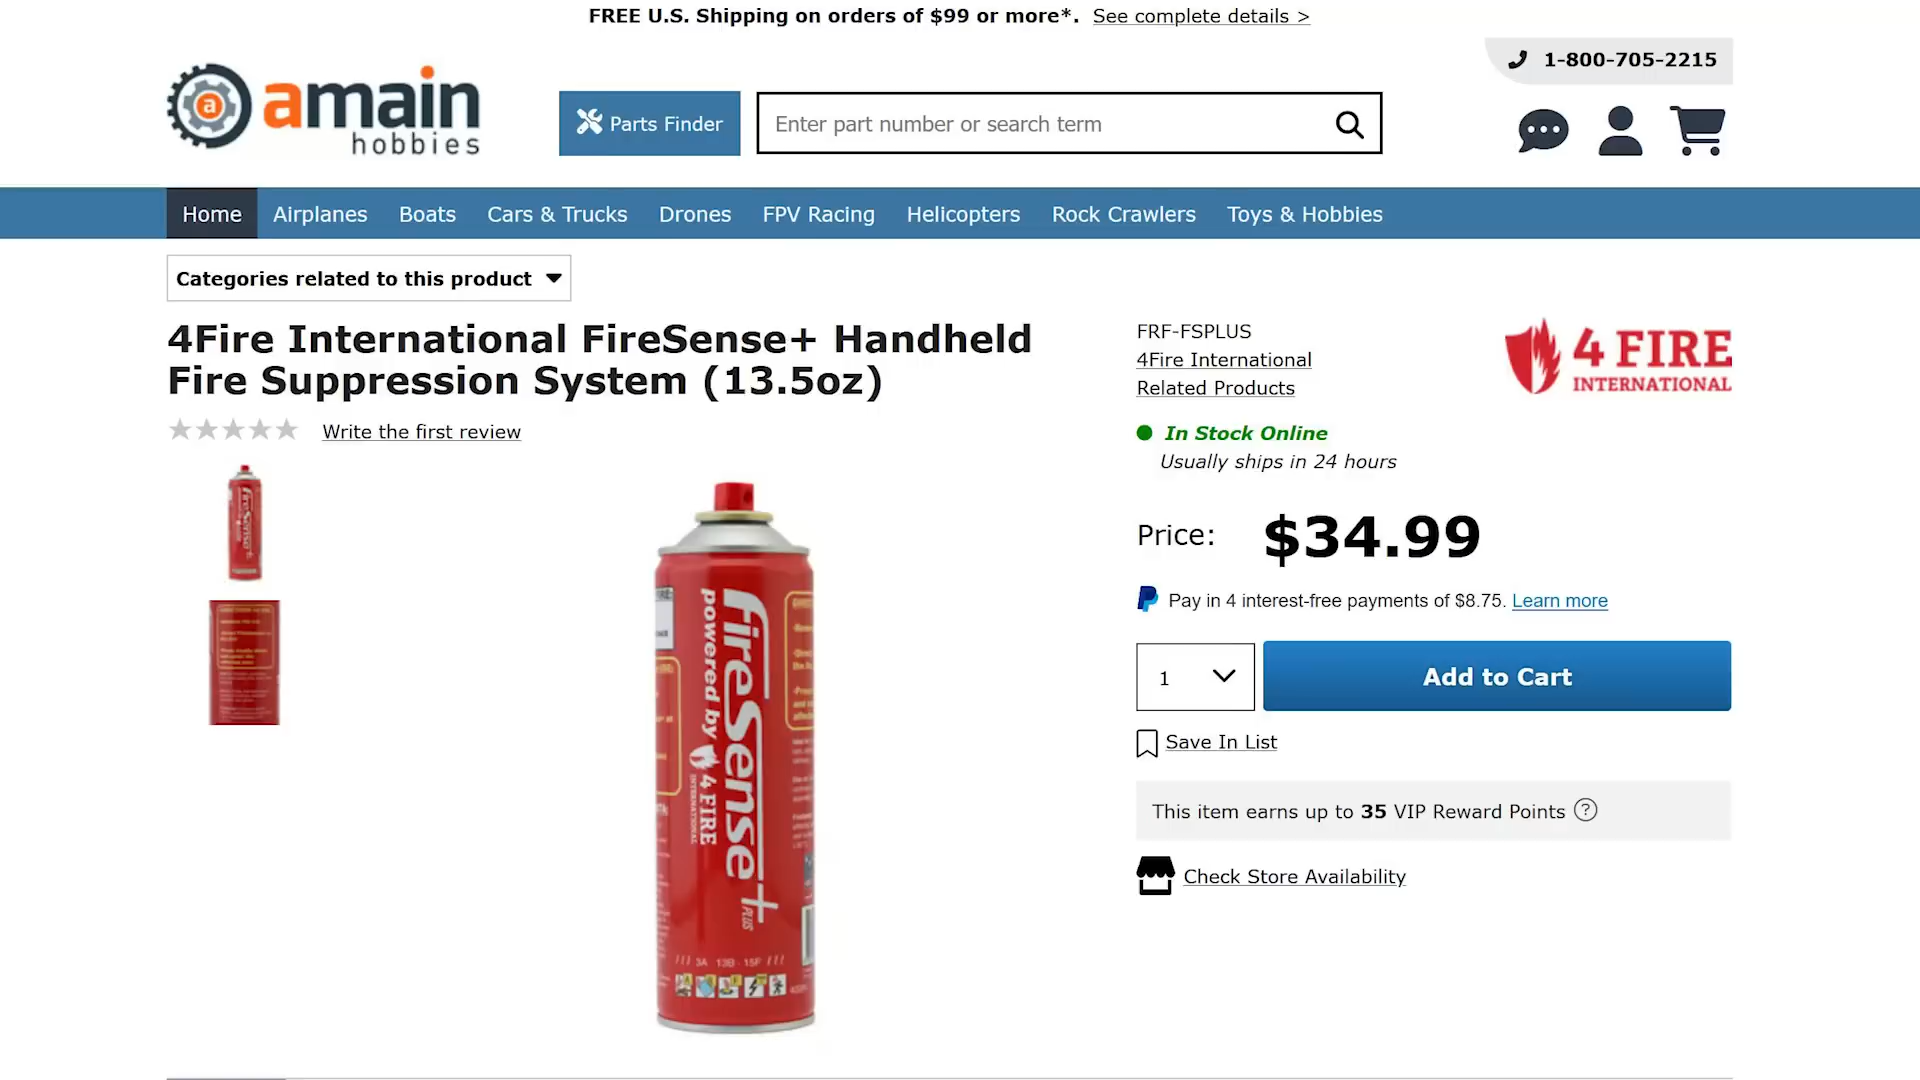 FREE U.S. Shipping on orders of $99 or more*. See complete details >
1-800-705-2215
a
amain
hobbies
Parts Finder
Enter part number or search term
Home Airplanes Boats Cars & Trucks Drones FPV Racing Helicopters Rock Crawlers Toys & Hobbies
Categories related to this product
4Fire International FireSense+ Handheld
Fire Suppression System (13.5oz)
Write the first review
FRF-FSPLUS
4Fire International
Related Products
4 FIRE
INTERNATIONAL
In Stock Online
Usually ships in 24 hours
Price: $34.99
Pay in 4 interest-free payments of $8.75. Learn more
1
Add to Cart
Save In List
This item earns up to 35 VIP Reward Points ?
Check Store Availability
fireSense+
PLUS
powered by
4 FIRE
INTERNATIONAL
3A 13B 15F